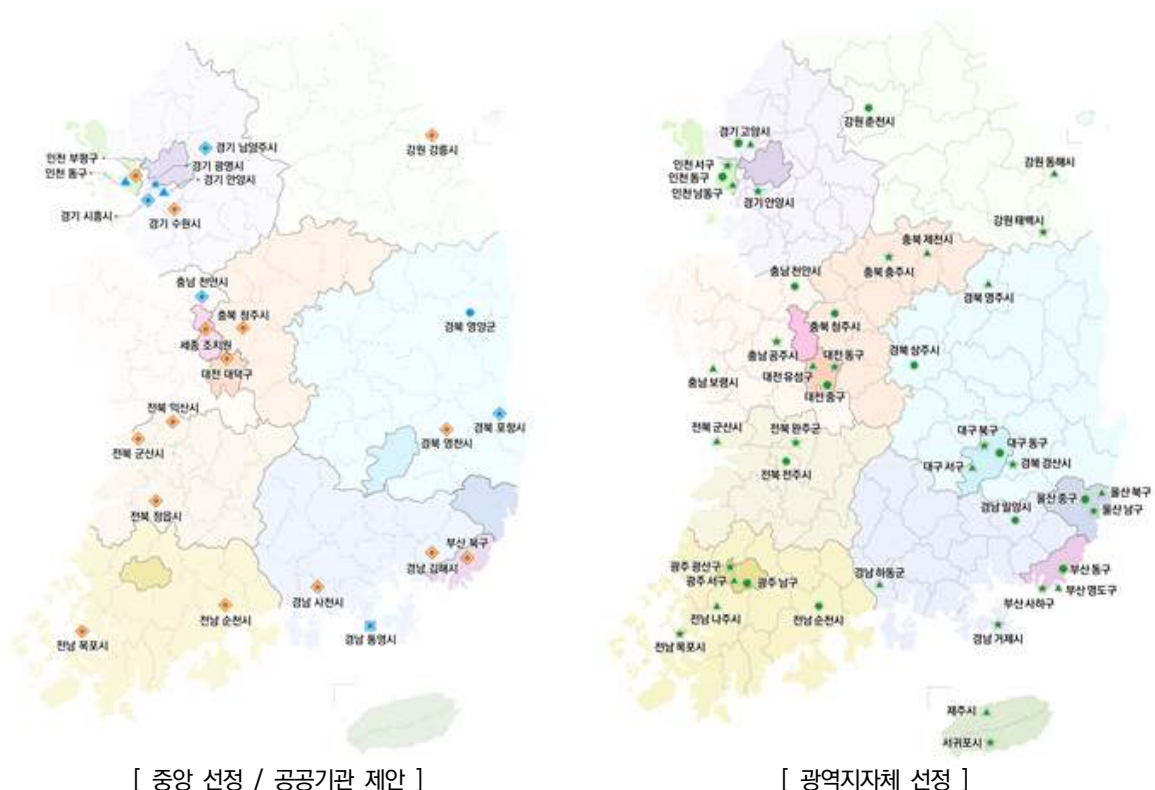 경기 남양주시
강원 강릉시
인천 부평구
경기 광명시
인천 동구
경기 안양시
경기 시흥시
경기 수원시
충남 천안시
충북 청주시
경북 영양군
세종 조치원
대전 대덕구
전북 익산시
경북 포항시
전북 군산시
경북 영천시
전북 정읍시
부산 북구
경남 김해시
경남 사천시
전남 순천시
경남 통영시
전남 목포시
[ 중앙 선정 / 공공기관 제안 ]
강원 춘천시
경기 고양시
인천 서구
강원 동해시
인천 동구
인천 남동구
경기 안양시
강원 태백시
충북 제천시
충북 충주시
충남 천안시
경북 영주시
충북 청주시
충남 공주시
대전 동구
경북 상주시
대전 유성구
충남 보령시
대전 중구
전북 군산시
전북 완주군
대구 북구
대구 동구
전북 전주시
대구 서구
경북 경산시
울산 북구
울산 중구
경남 밀양시
울산 남구
광주 광산구
광주 서구
광주 남구
경남 하동군
부산 동구
부산 영도구
부산 사하구
전남 나주시
전남 순천시
경남 거제시
전남 목포시
제주시
서귀포시
[ 광역지자체 선정 ]